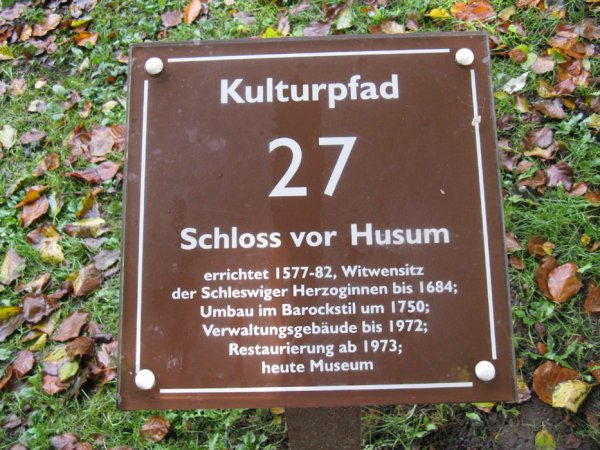 Kulturpfad
27
Schloss vor Husum
errichtet 1577-82, Witwensitz
der Schleswiger Herzoginnen bis 1684;
Umbau im Barockstil um 1750;
Verwaltungsgebäude bis 1972;
Restaurierung ab 1973;
heute Museum